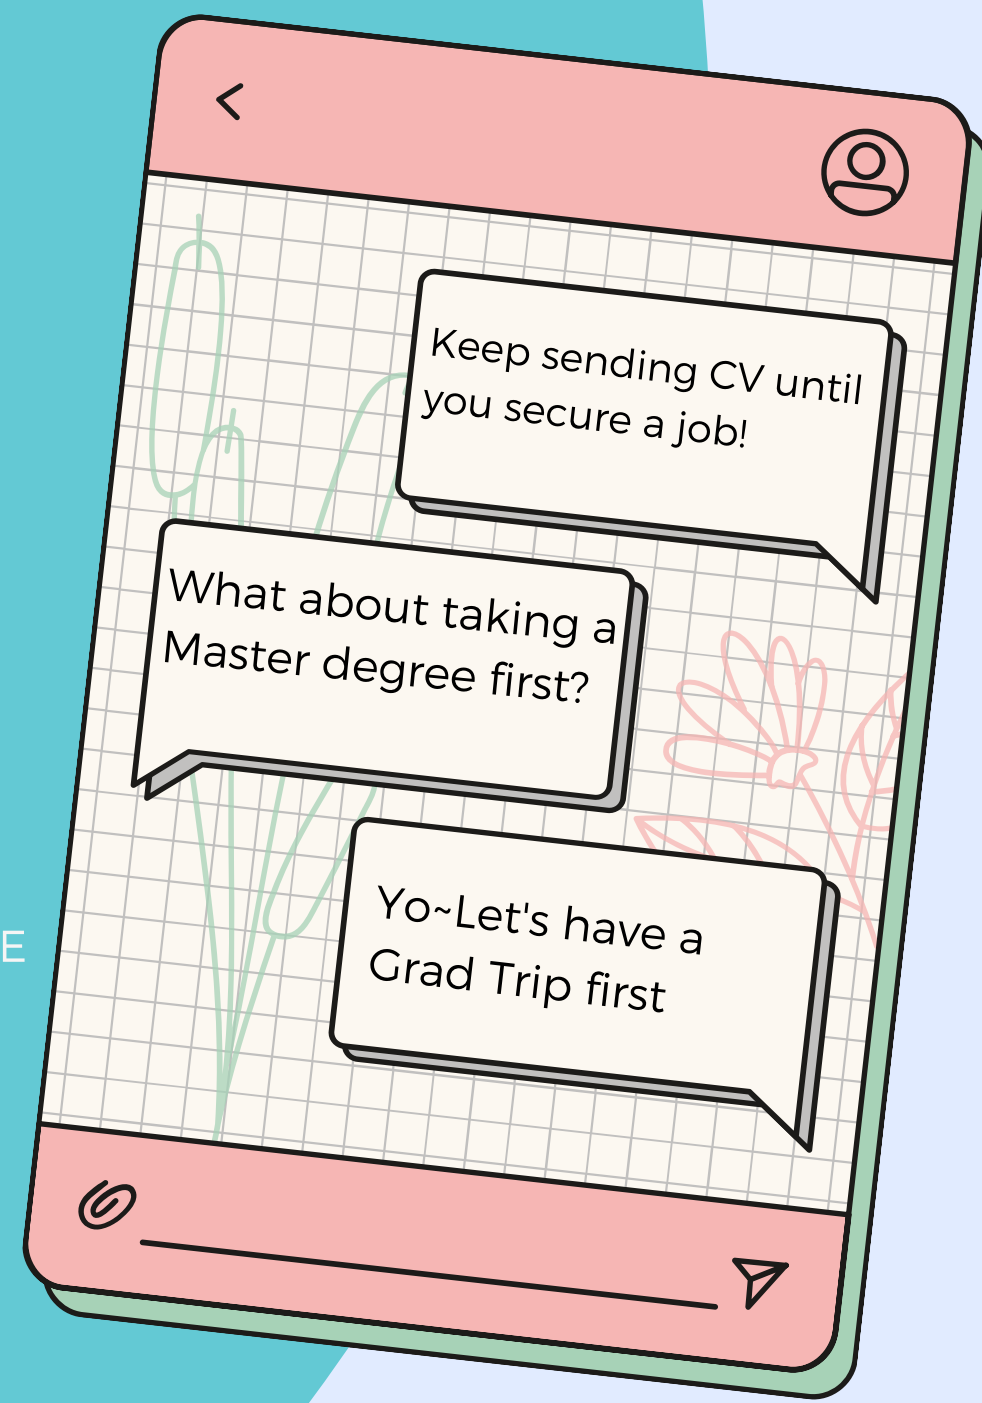 Keep sending CV until
you secure a job!
What about taking a
Master degree first?
E
Yo~Let's have a
Grad Trip first